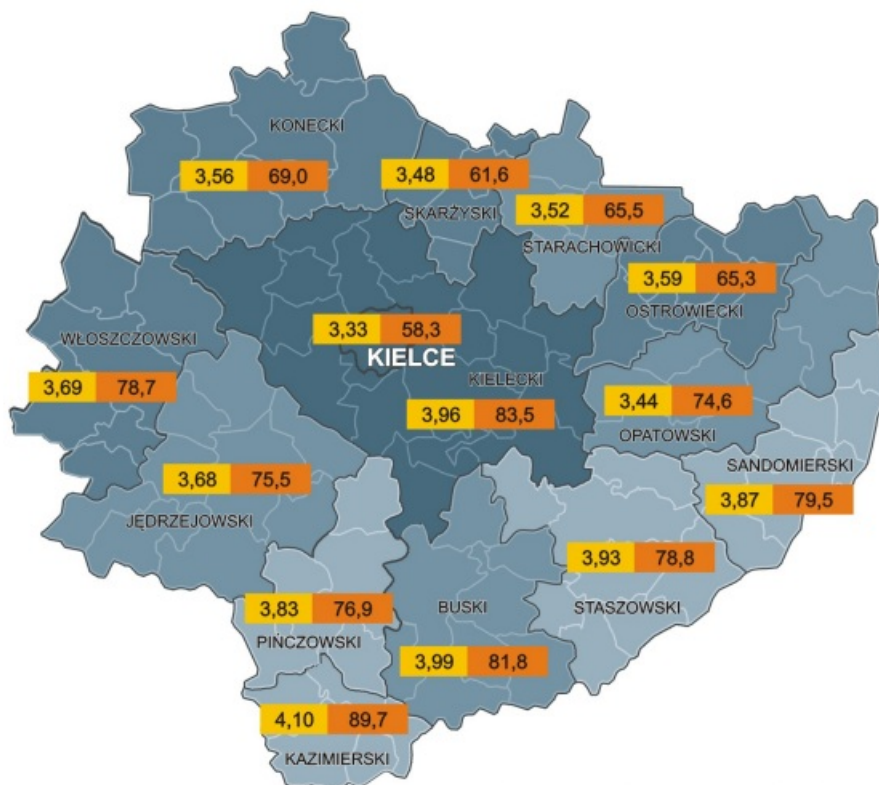 KONECKI
3,56 69,0
3,48 61,6
SKARŻYSKI
3,52 65,5
STARACHOWICKI
3,59 65,3
OSTROWIECKI
3,33 58,3
KIELCE
WŁOSZCZOWSKI
3,69 78,7
KIELECKI
3,96 83,5
3,44 74,6
OPATOWSKI
SANDOMIERSKI
3,87 79,5
3,68 75,5
JĘDRZEJOWSKI
3,93 78,8
STASZOWSKI
3,83 76,9
PIŃCZOWSKI
BUSKI
3,99 81,8
4,10 89,7
KAZIMIERSKI